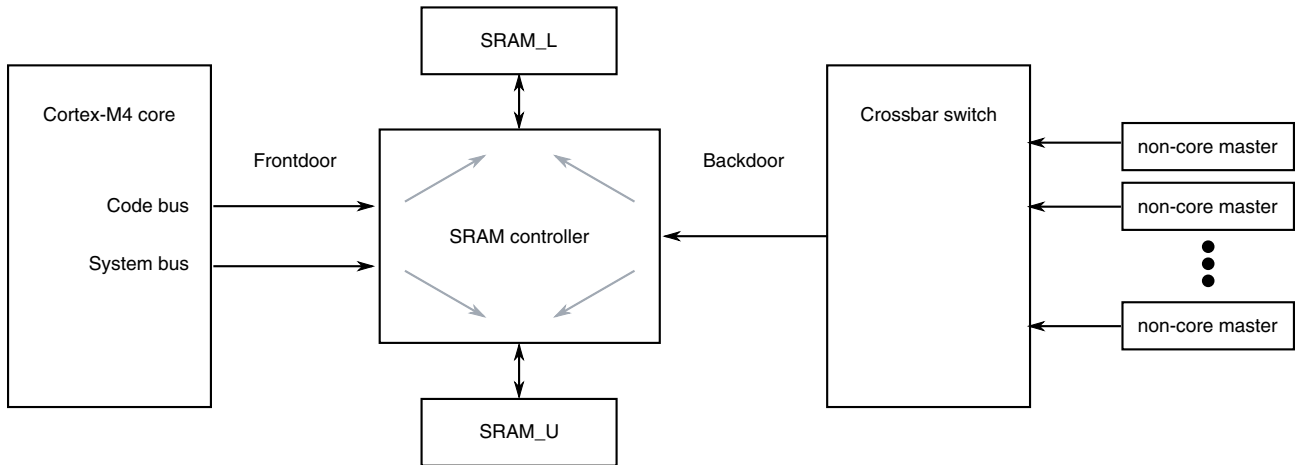 SRAM_L
Cortex-M4 core
Crossbar switch
Frontdoor
Backdoor
non-core master
Code bus
non-core master
SRAM controller
System bus
non-core master
SRAM_U